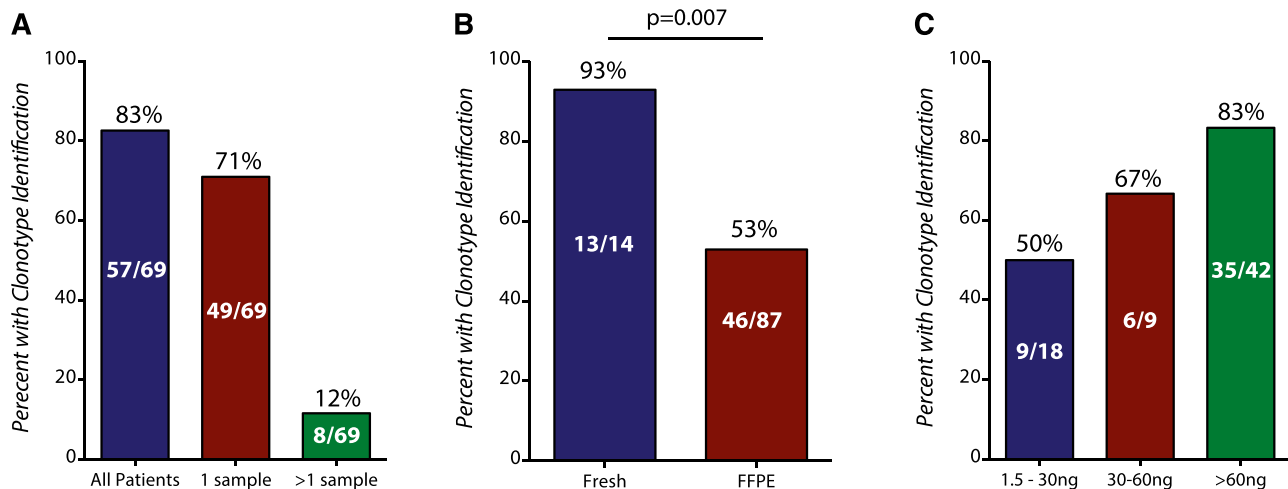 A
Perecent with Clonotype Identification
100
80
60
40
20
0
83%
57/69
71%
49/69
12%
8/69
All Patients
1 sample
>1 sample
B
p=0.007
Percent with Clonotype Identification
100
80
60
40
20
0
93%
13/14
53%
46/87
Fresh
FFPE
C
Percent with Clonotype Identification
100
80
60
40
20
0
50%
9/18
67%
6/9
83%
35/42
1.5 - 30ng
30-60ng
>60ng